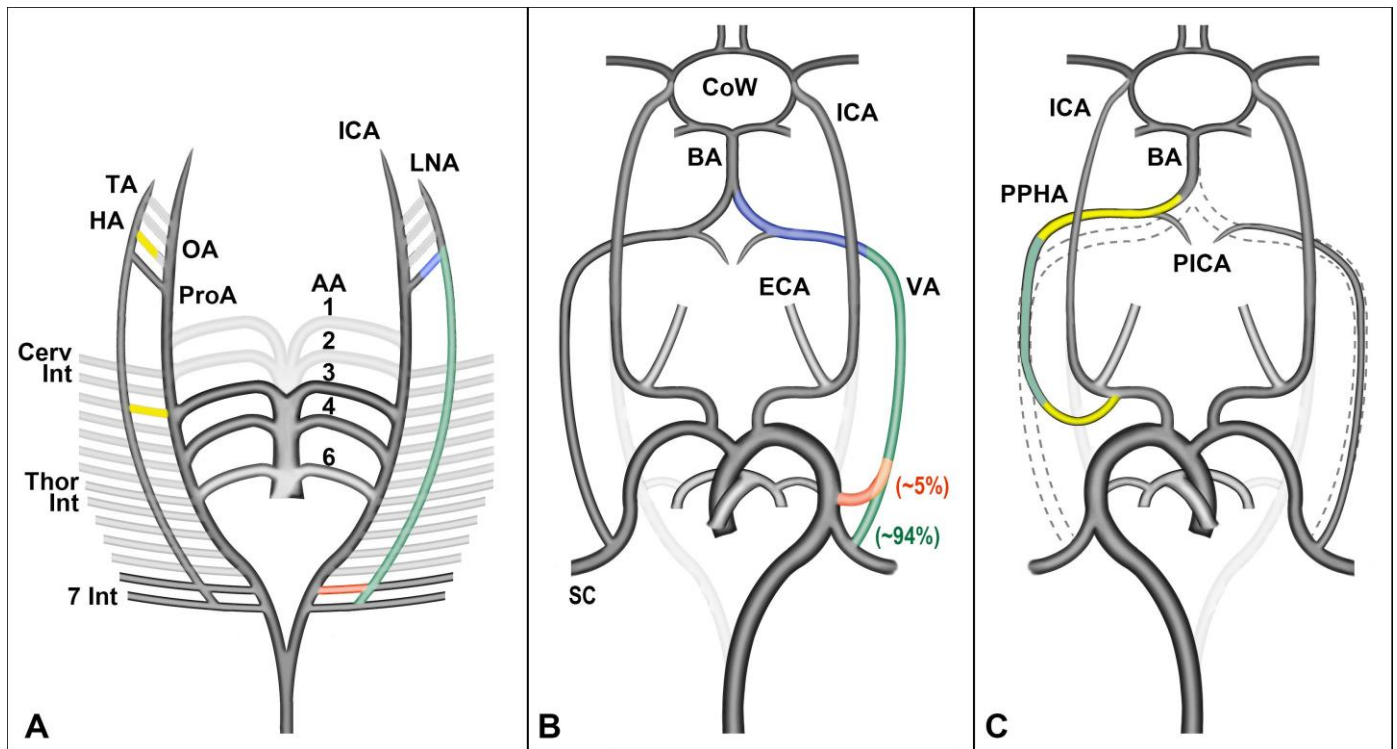 ICA
LNA
TA
HA
OA
ProA
AA
1
2
3
4
6
Cerv
Int
Thor
Int
7 Int
A
CoW
ICA
BA
ECA
VA
(~5%)
(~94%)
SC
B
ICA
BA
PPHA
PICA
C